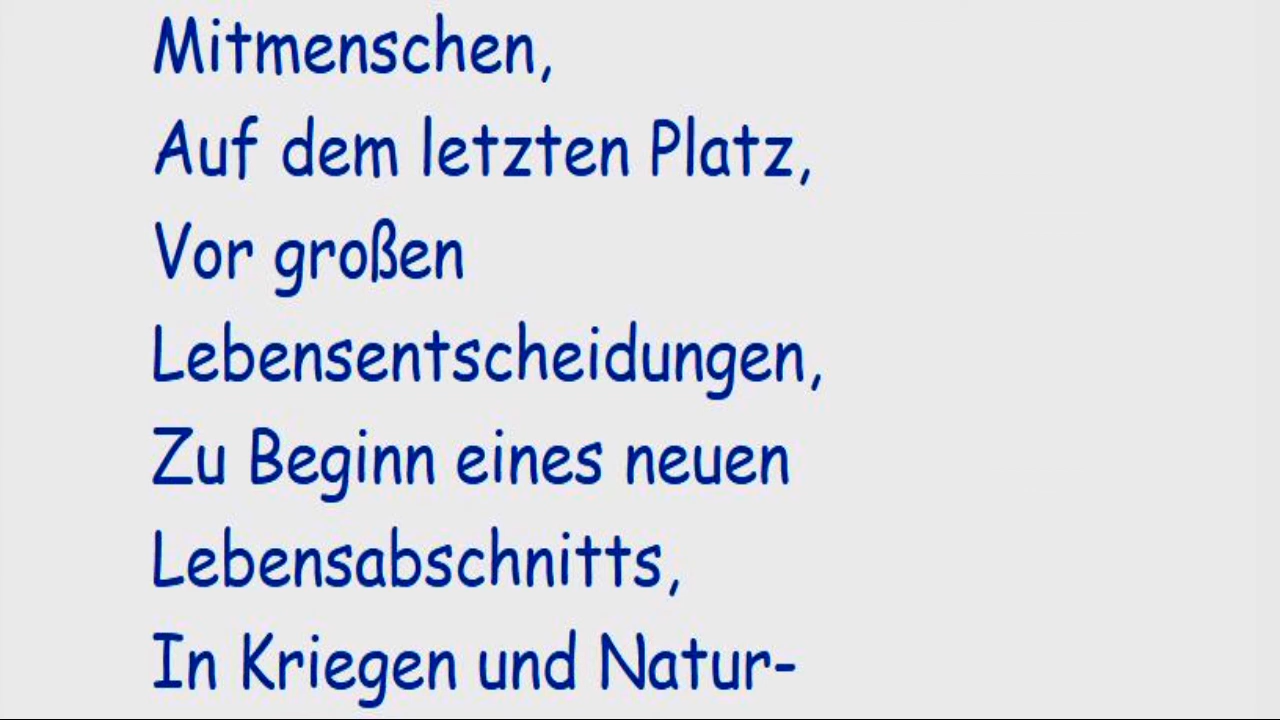 Mitmenschen,
Auf dem letzten Platz,
Vor großen
Lebensentscheidungen,
Zu Beginn eines neuen
Lebensabschnitts,
In Kriegen und Natur-